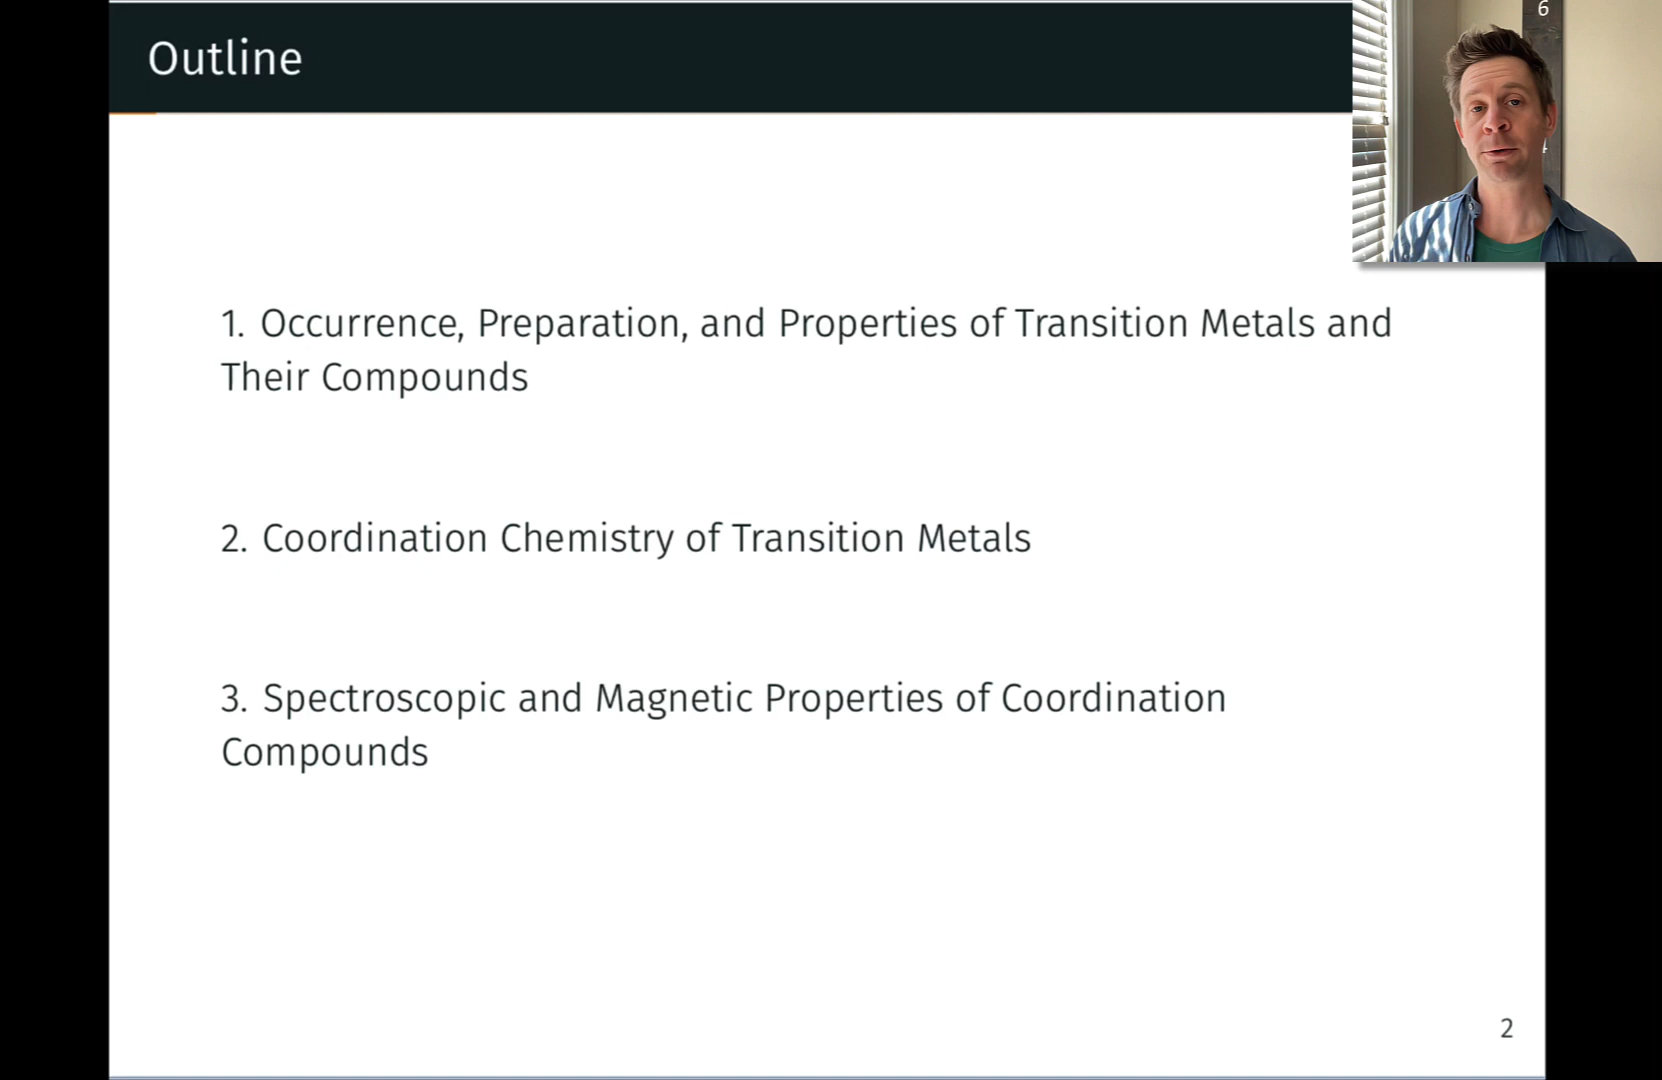 Outline
6
1. Occurrence, Preparation, and Properties of Transition Metals and
Their Compounds
2. Coordination Chemistry of Transition Metals
3. Spectroscopic and Magnetic Properties of Coordination
Compounds
2